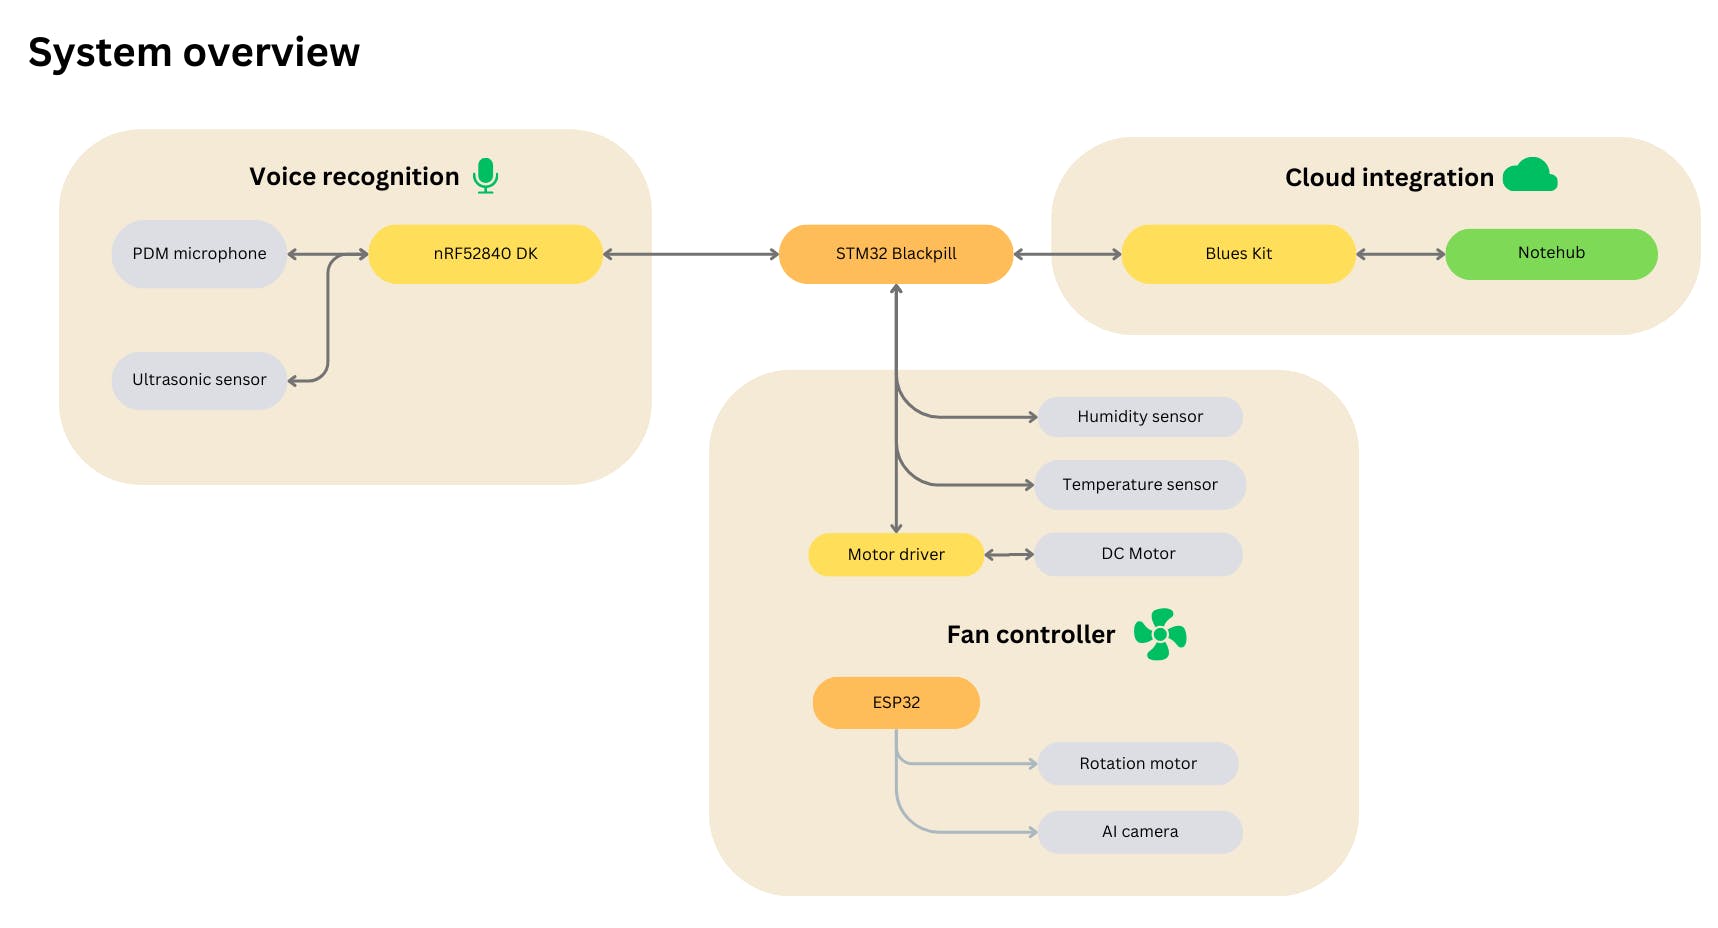 System overview
Voice recognition
PDM microphone
nRF52840 DK
Ultrasonic sensor
STM32 Blackpill
Cloud integration
Blues Kit
Notehub
Humidity sensor
Temperature sensor
Motor driver
DC Motor
Fan controller
ESP32
Rotation motor
AI camera